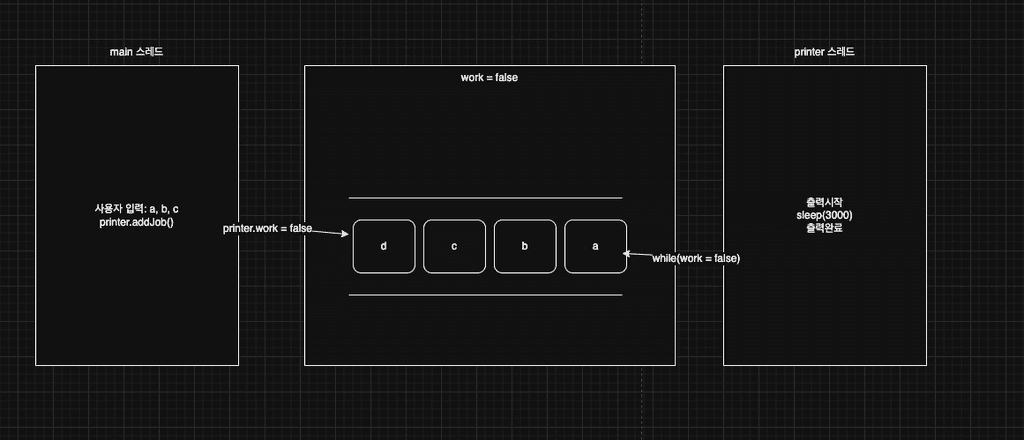 main 스레드
printer 스레드
work = false
사용자 입력: a, b, c
printer.addJob()
printer.work = false
d
c
b
a
while(work = false)
출력시작
sleep(3000)
출력완료